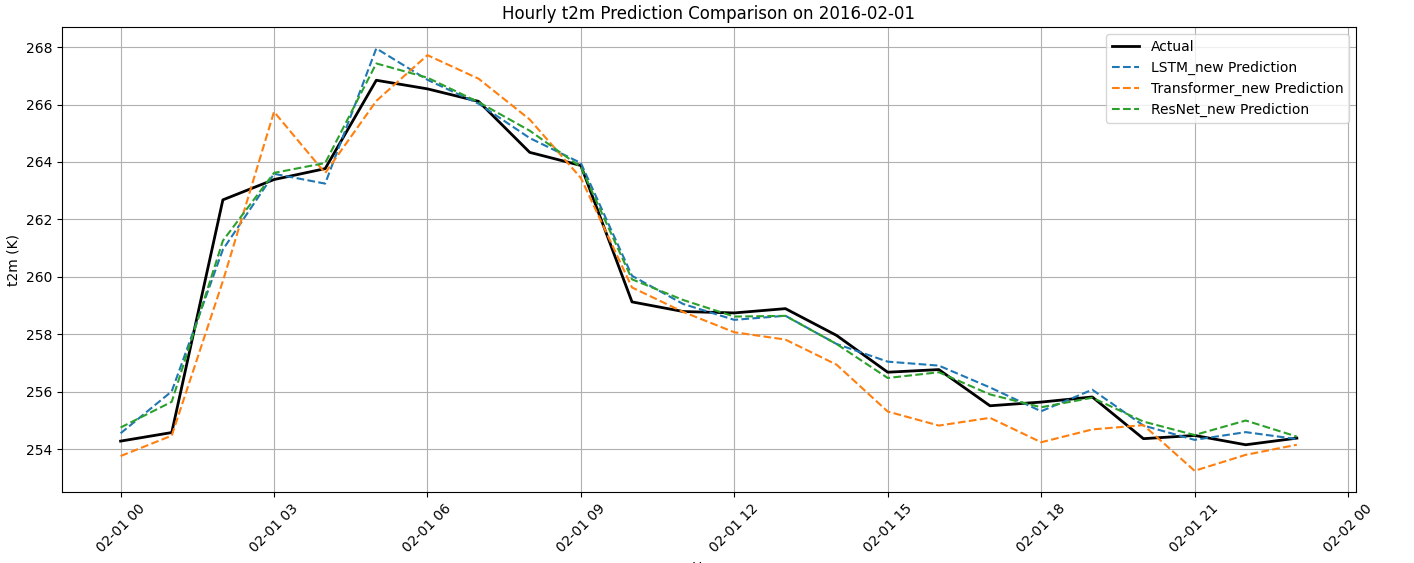 Hourly t2m Prediction Comparison on 2016-02-01
Actual
LSTM_new Prediction
Transformer_new Prediction
ResNet_new Prediction
t2m (K)
268
266
264
262
260
258
256
254
02-01 00
02-01 03
02-01 06
02-01 09
02-01 12
02-01 15
02-01 18
02-01 21
02-02 00